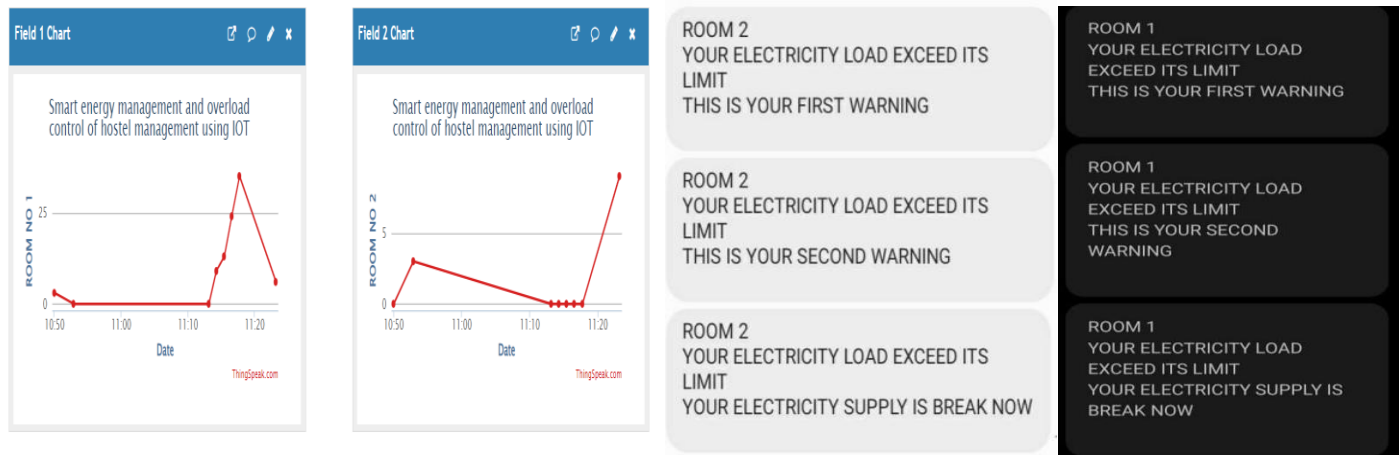 Field 1 Chart
Smart energy management and overload
control of hostel management using IOT
ROOM NO 1
25
0
10:50 11:00 11:10 11:20
Date
ThingSpeak.com
Field 2 Chart
Smart energy management and overload
control of hostel management using IOT
ROOM NO 2
5
0
10:50 11:00 11:10 11:20
Date
ThingSpeak.com
ROOM 2
YOUR ELECTRICITY LOAD EXCEED ITS
LIMIT
THIS IS YOUR FIRST WARNING
ROOM 2
YOUR ELECTRICITY LOAD EXCEED ITS
LIMIT
THIS IS YOUR SECOND WARNING
ROOM 2
YOUR ELECTRICITY LOAD EXCEED ITS
LIMIT
YOUR ELECTRICITY SUPPLY IS BREAK NOW
ROOM 1
YOUR ELECTRICITY LOAD
EXCEED ITS LIMIT
THIS IS YOUR FIRST WARNING
ROOM 1
YOUR ELECTRICITY LOAD
EXCEED ITS LIMIT
THIS IS YOUR SECOND
WARNING
ROOM 1
YOUR ELECTRICITY LOAD
EXCEED ITS LIMIT
YOUR ELECTRICITY SUPPLY IS
BREAK NOW